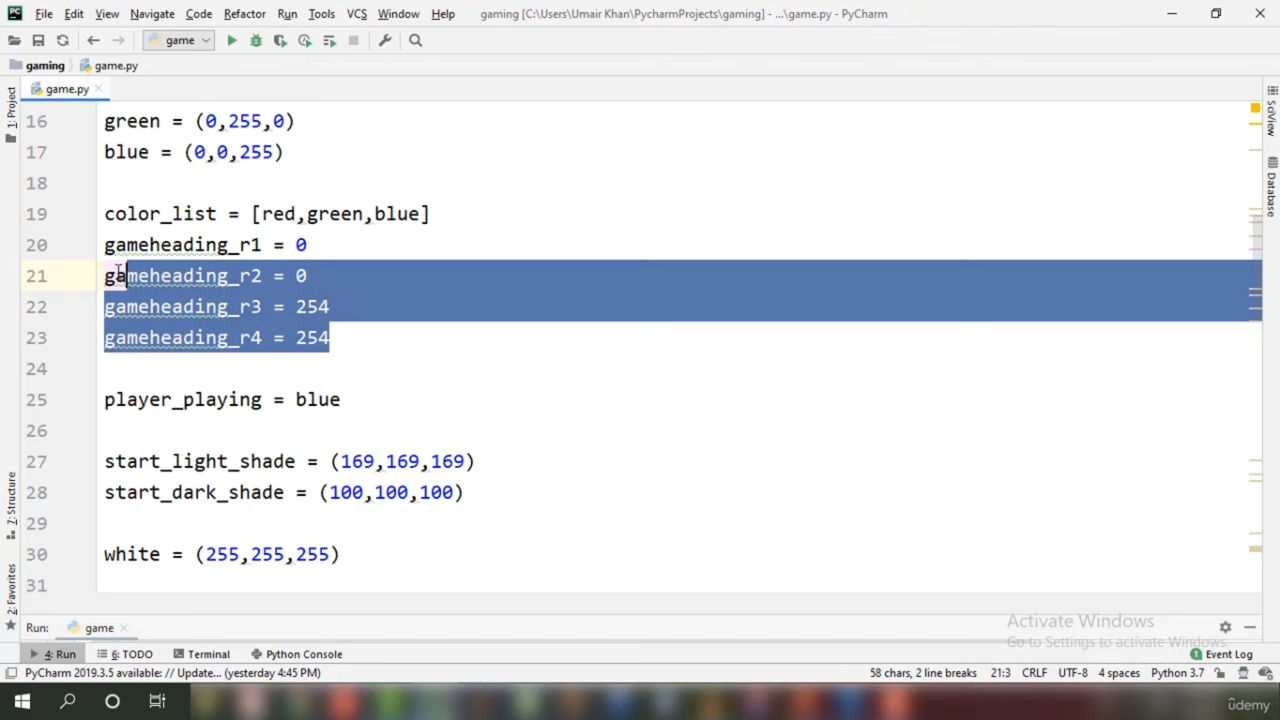 File Edit View Navigate Code Refactor Run Tools VCS Window Help gaming [C:\Users\Umair Khan\PycharmProjects\gaming] - ...\game.py - PyCharm
game
gaming game.py
game.py
1: Project
SciView
Database
16 green = (0,255,0)
17 blue = (0,0,255)
18
19 color_list = [red,green,blue]
20 gameheading_r1 = 0
21 gameheading_r2 = 0
22 gameheading_r3 = 254
23 gameheading_r4 = 254
24
25 player_playing = blue
26
27 start_light_shade = (169,169,169)
28 start_dark_shade = (100,100,100)
29
30 white = (255,255,255)
31
7: Structure
2: Favorites
Activate Windows
Go to Settings to activate Windows.
Run: game
4: Run 6: TODO Terminal Python Console 1 Event Log
PyCharm 2019.3.5 available: // Update... (yesterday 4:45 PM) 58 chars, 2 line breaks 21:3 CRLF UTF-8 4 spaces Python 3.7
ûdemy